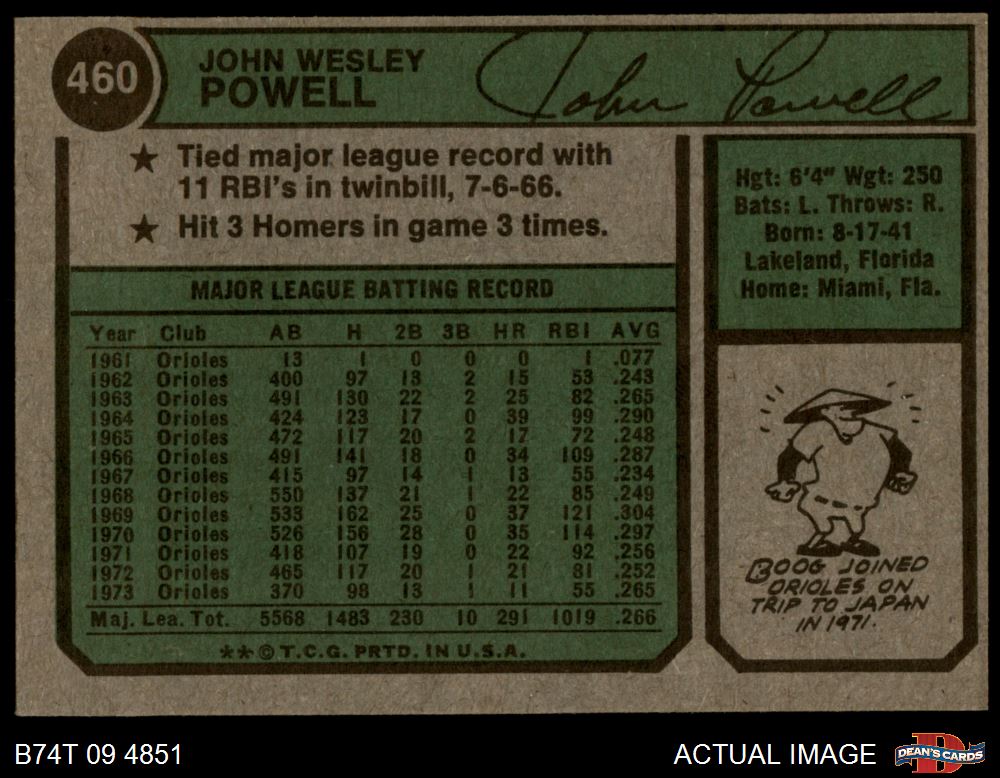 460
JOHN WESLEY
POWELL
John Powell
★ Tied major league record with
11 RBI's in twinbill, 7-6-66.
★ Hit 3 Homers in game 3 times.
Hgt: 6'4" Wgt: 250
Bats: L. Throws: R.
Born: 8-17-41
Lakeland, Florida
Home: Miami, Fla.
MAJOR LEAGUE BATTING RECORD
Year Club AB H 2B 3B HR RBI AVG
1961 Orioles 13 1 0 0 0 1 .077
1962 Orioles 400 97 13 2 15 53 .243
1963 Orioles 491 130 22 2 25 82 .265
1964 Orioles 424 123 17 0 39 99 .290
1965 Orioles 472 117 20 2 17 72 .248
1966 Orioles 491 141 18 0 34 109 .287
1967 Orioles 415 97 14 1 13 55 .234
1968 Orioles 550 137 21 1 22 85 .249
1969 Orioles 533 162 25 0 37 121 .304
1970 Orioles 526 156 28 0 35 114 .297
1971 Orioles 418 107 19 0 22 92 .256
1972 Orioles 465 117 20 1 21 81 .252
1973 Orioles 370 98 13 1 11 55 .265
Maj. Lea. Tot. 5568 1483 230 10 291 1019 .266
★★ © T.C.G. PRTD. IN U.S.A.
BOOG JOINED
ORIOLES ON
TRIP TO JAPAN
IN 1971.
B74T 09 4851
ACTUAL IMAGE
D
DEAN'S CARDS